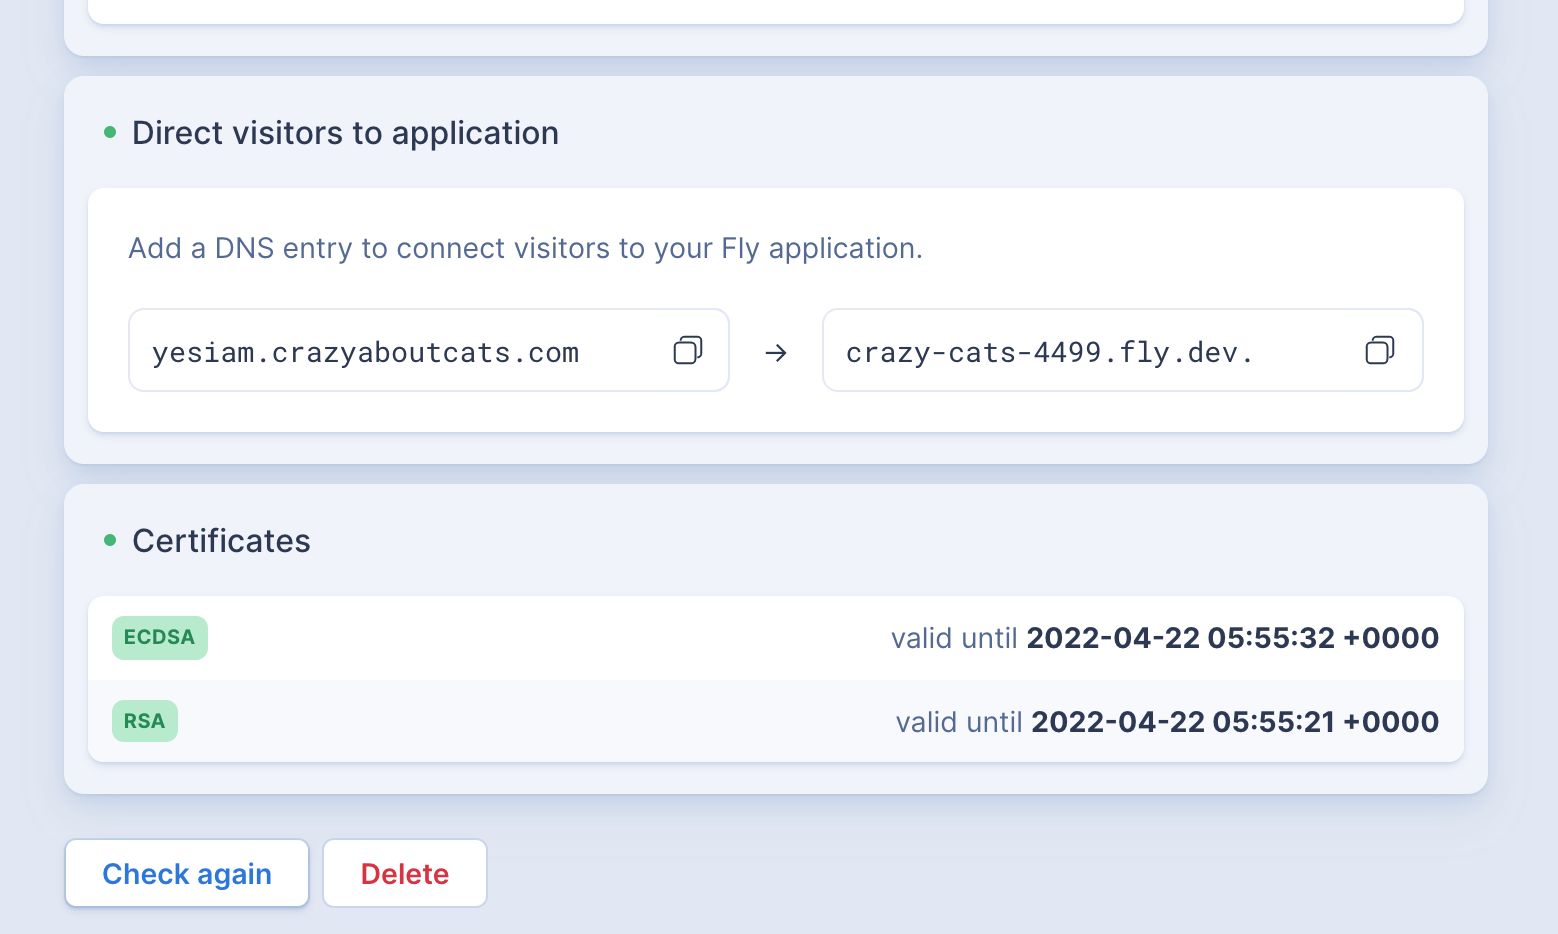 Direct visitors to application
Add a DNS entry to connect visitors to your Fly application.
yesiam.crazyaboutcats.com → crazy-cats-4499.fly.dev.
Certificates
ECDSA valid until 2022-04-22 05:55:32 +0000
RSA valid until 2022-04-22 05:55:21 +0000
Check again Delete